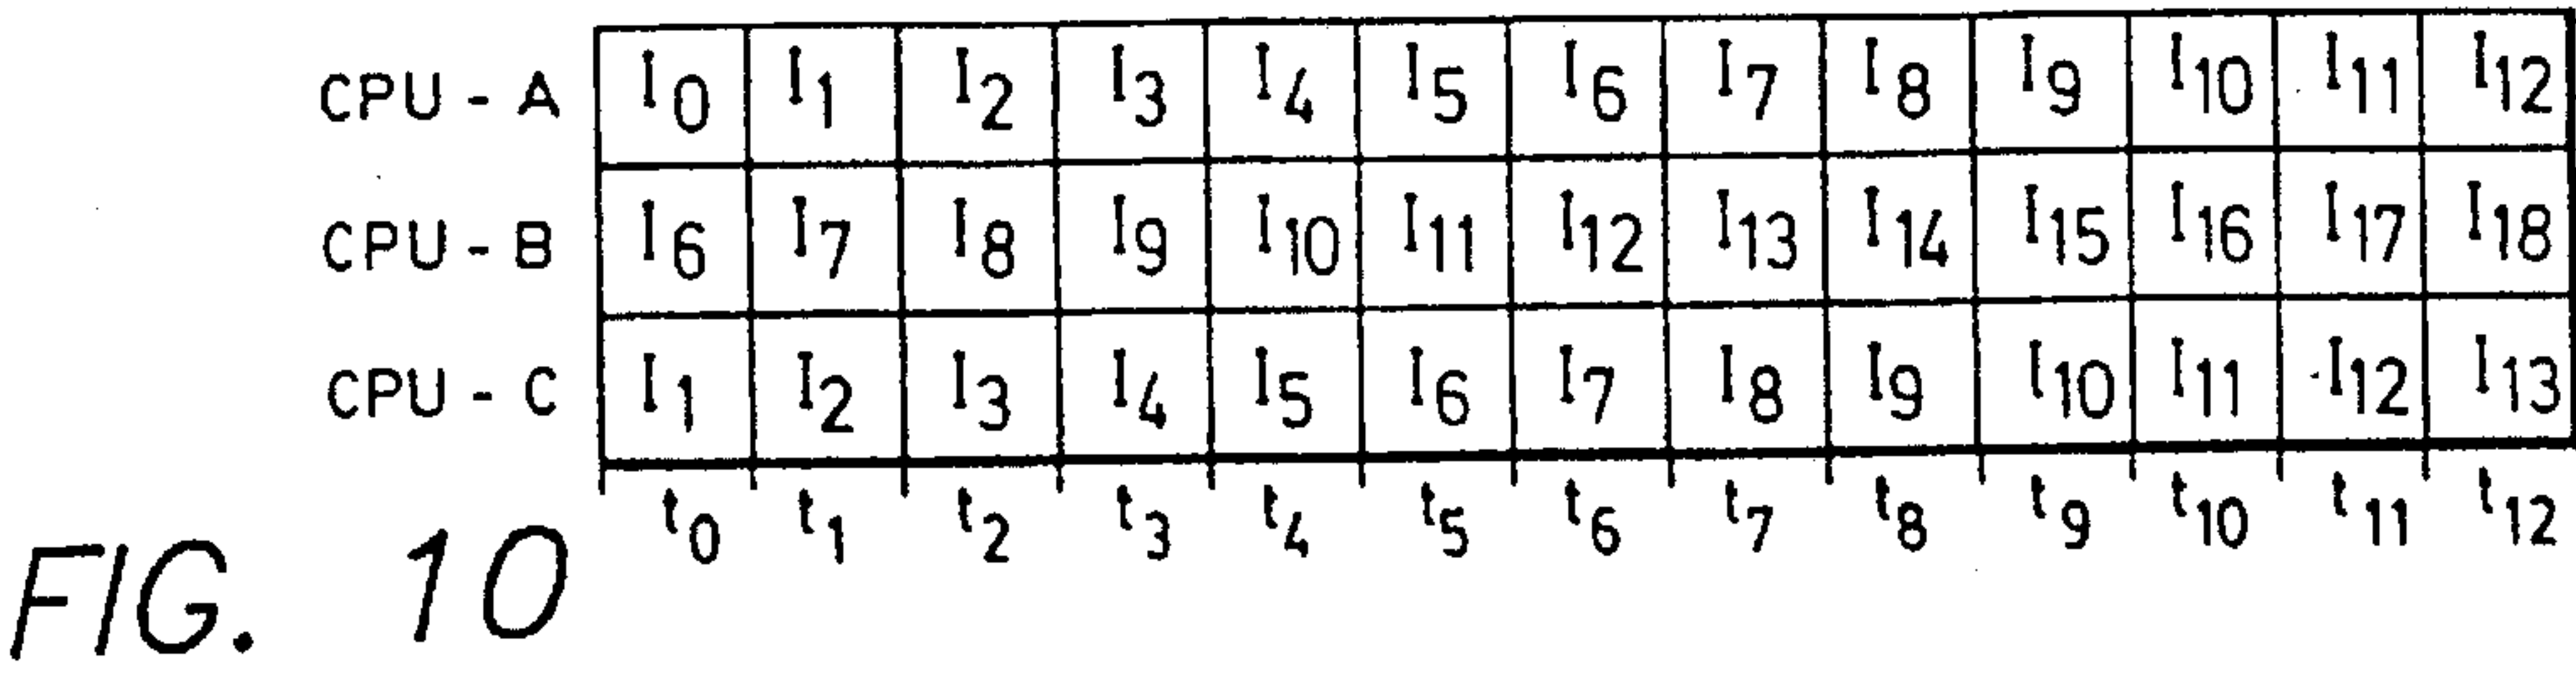 CPU - A I0 I1 I2 I3 I4 I5 I6 I7 I8 I9 I10 I11 I12
CPU - B I6 I7 I8 I9 I10 I11 I12 I13 I14 I15 I16 I17 I18
CPU - C I1 I2 I3 I4 I5 I6 I7 I8 I9 I10 I11 I12 I13
t0 t1 t2 t3 t4 t5 t6 t7 t8 t9 t10 t11 t12
FIG. 10